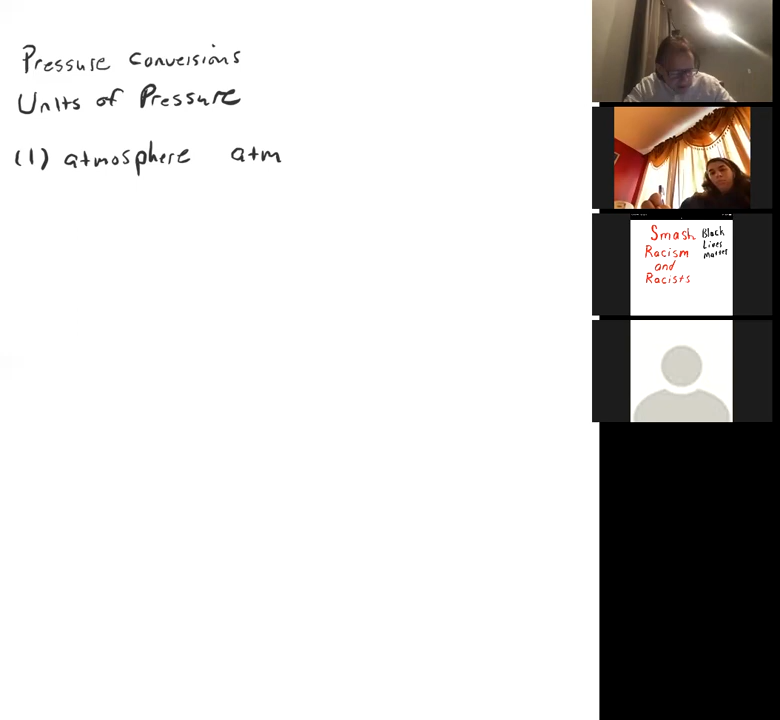 Pressure Conversions
Units of Pressure
(1) atmosphere atm
Smash
Racism
and
Racists
Black
Lives
Matter